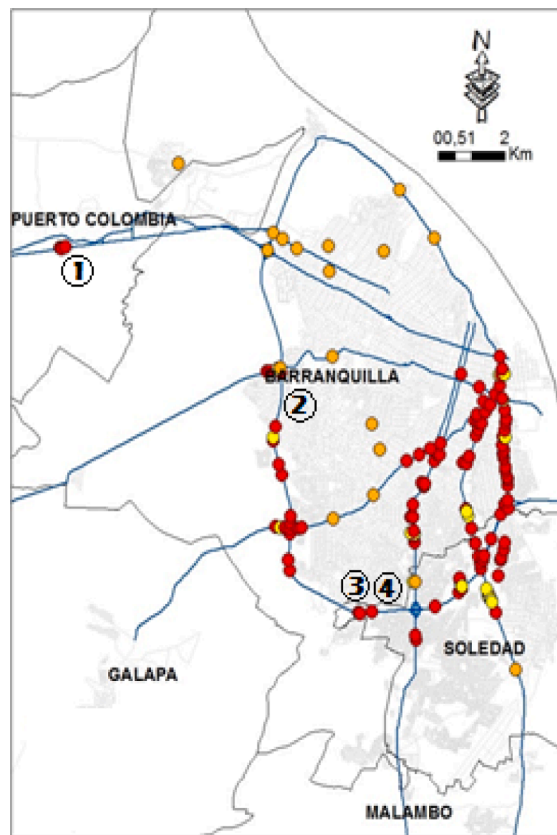 N
00,51 2
Km
PUERTO COLOMBIA
①
BARRANQUILLA
②
③ ④
SOLEDAD
GALAPA
MALAMBO